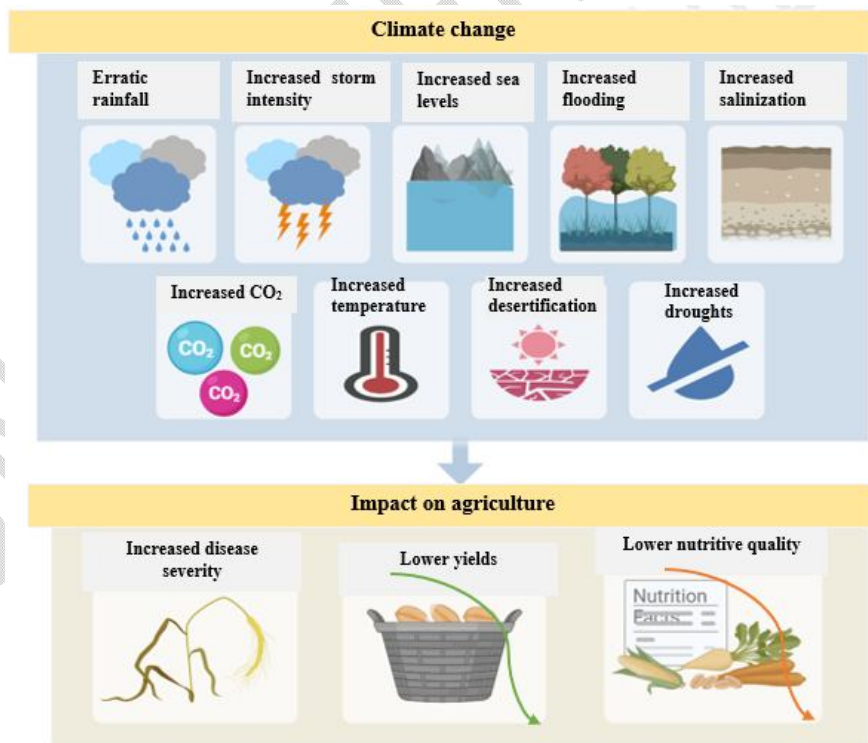 Climate change
Erratic
rainfall
Increased storm
intensity
Increased sea
levels
Increased
flooding
Increased
salinization
Increased CO₂
CO₂
CO₂
CO₂
Increased
temperature
Increased
desertification
Increased
droughts
Impact on agriculture
Increased disease
severity
Lower yields
Lower nutritive quality
Nutrition
Facts